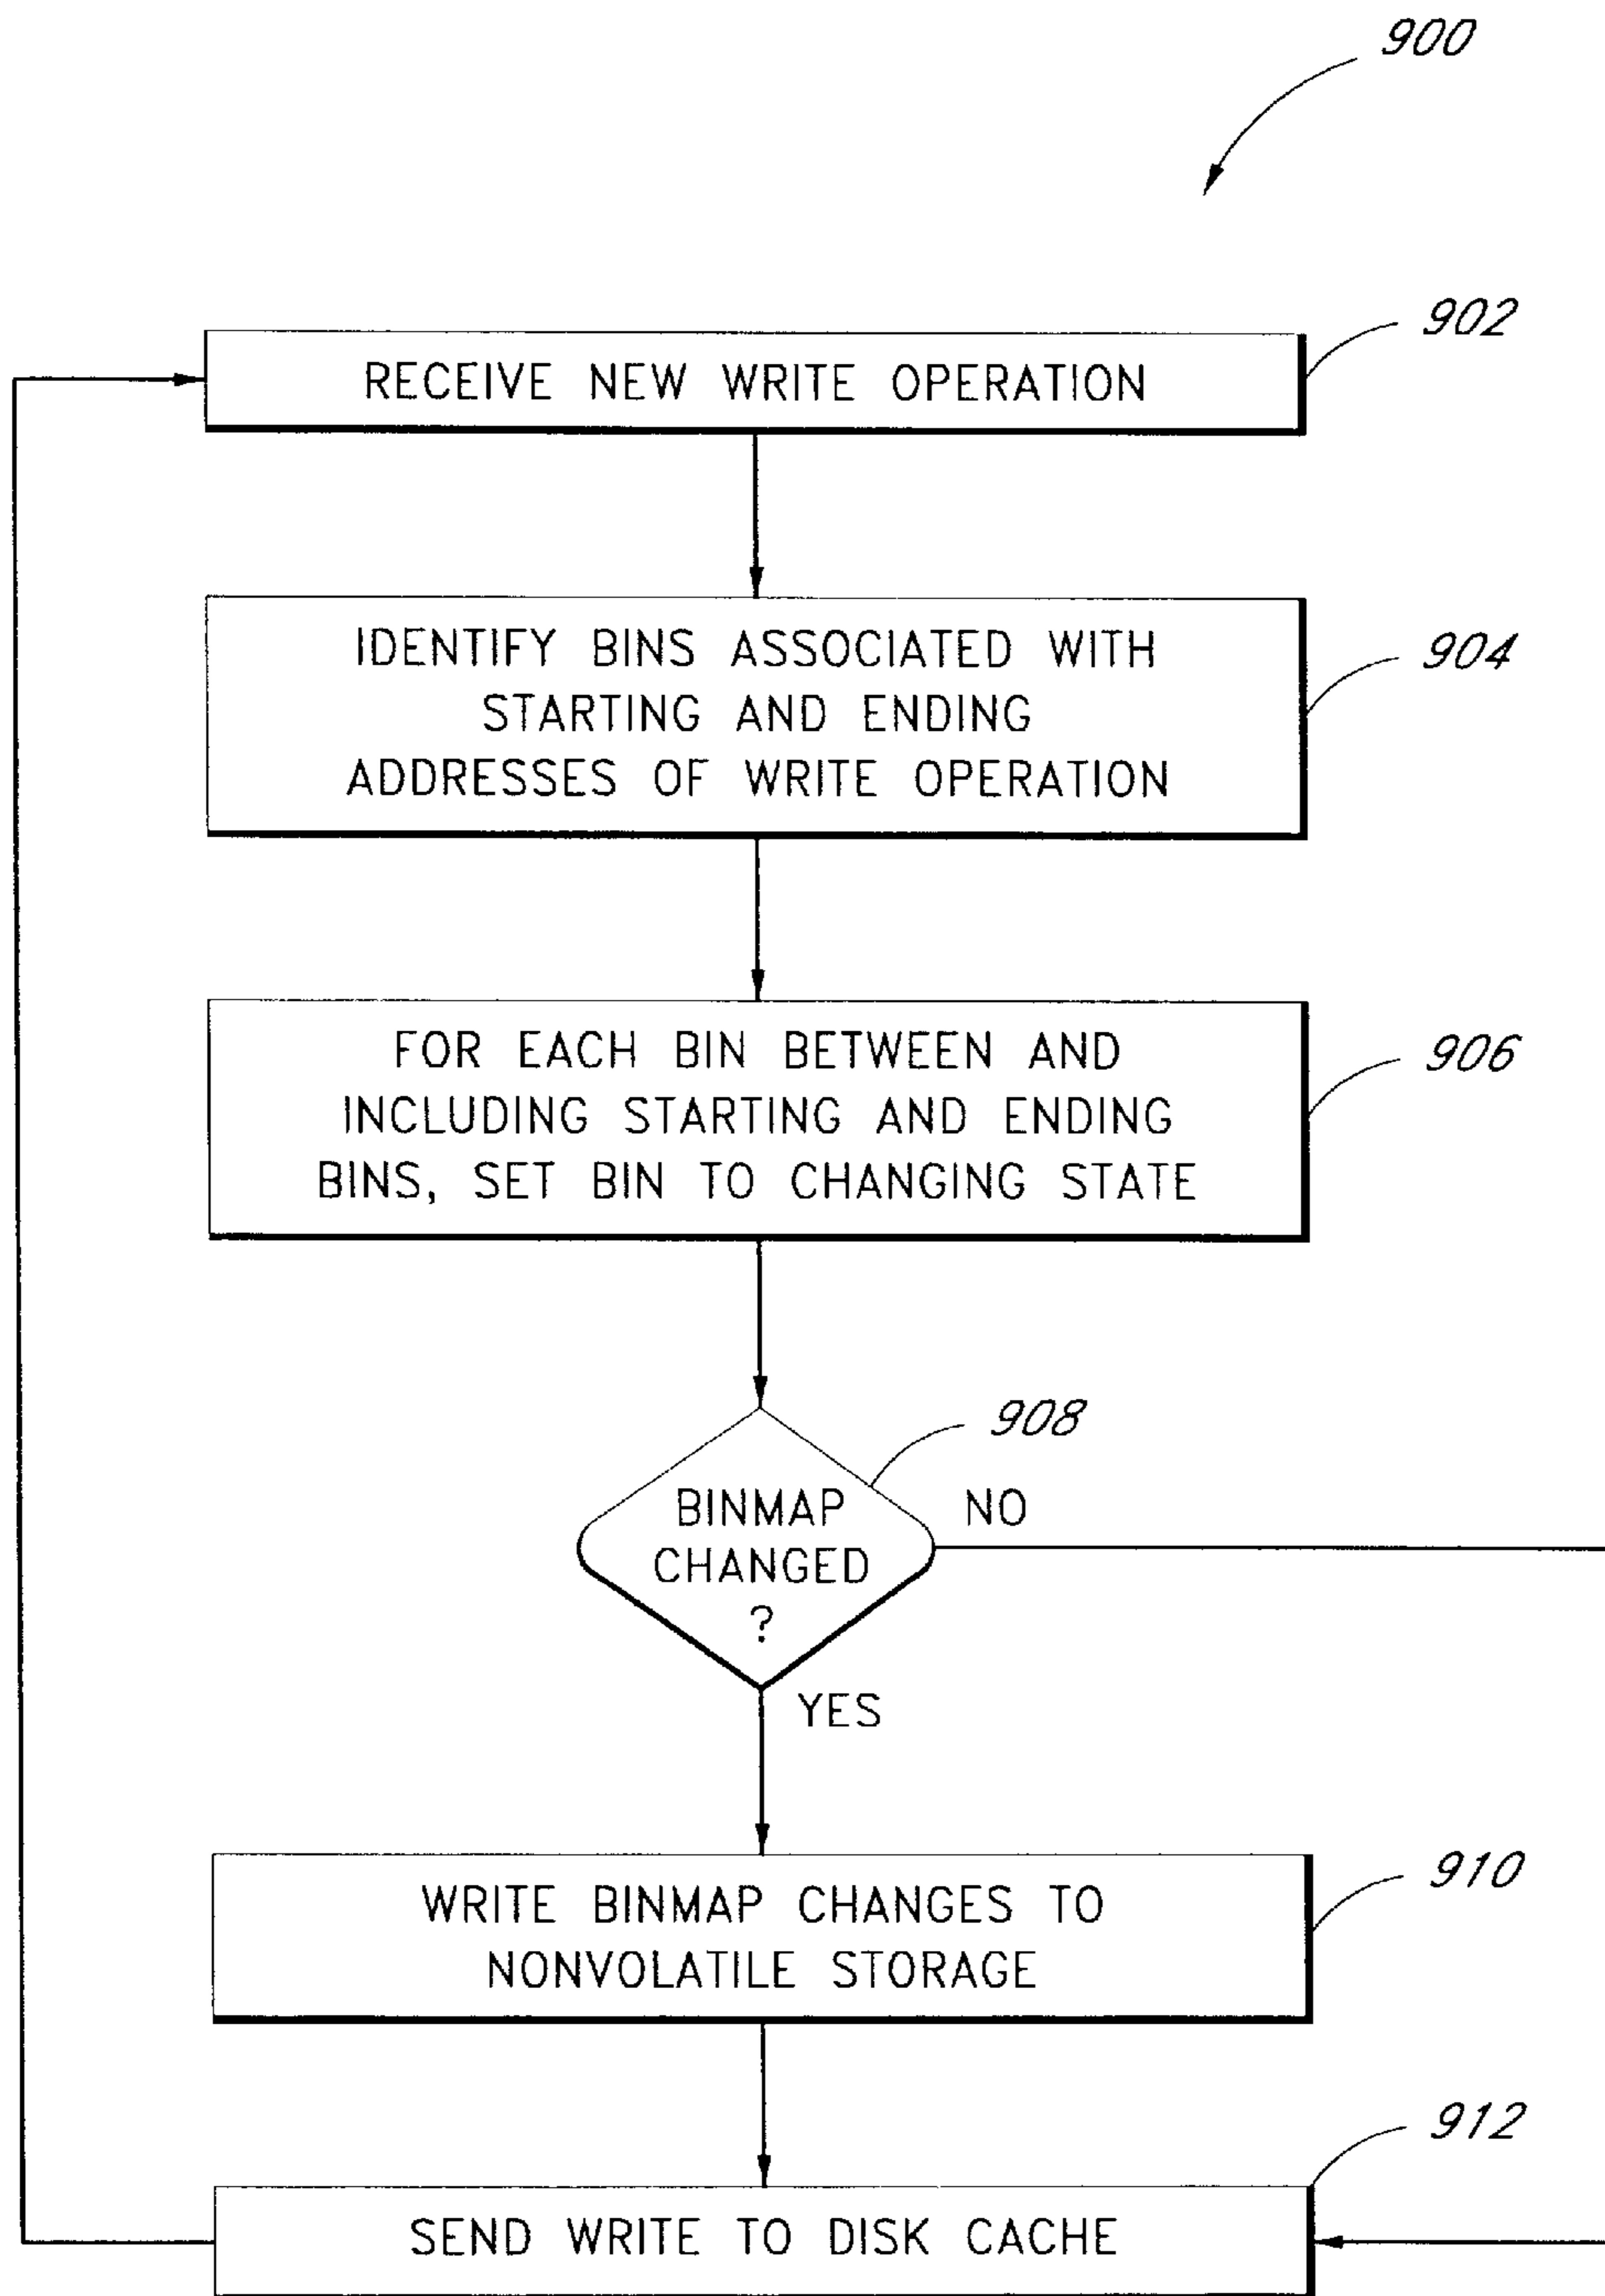 900
902
RECEIVE NEW WRITE OPERATION
IDENTIFY BINS ASSOCIATED WITH
STARTING AND ENDING
ADDRESSES OF WRITE OPERATION
904
FOR EACH BIN BETWEEN AND
INCLUDING STARTING AND ENDING
BINS, SET BIN TO CHANGING STATE
906
908
BINMAP
CHANGED
?
NO
YES
910
WRITE BINMAP CHANGES TO
NONVOLATILE STORAGE
912
SEND WRITE TO DISK CACHE